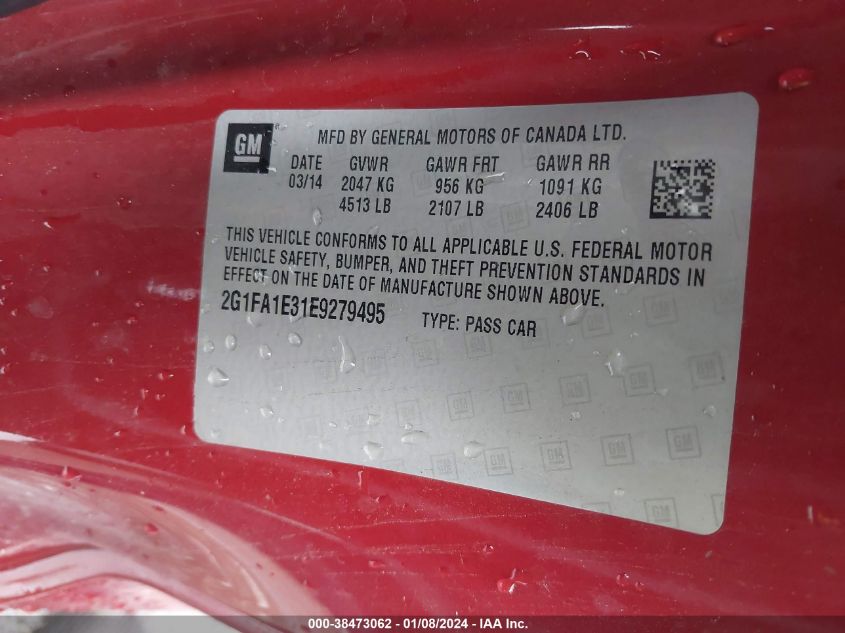 GM
MFD BY GENERAL MOTORS OF CANADA LTD.
DATE GVWR GAWR FRT GAWR RR
03/14 2047 KG 956 KG 1091 KG
4513 LB 2107 LB 2406 LB
THIS VEHICLE CONFORMS TO ALL APPLICABLE U.S. FEDERAL MOTOR
VEHICLE SAFETY, BUMPER, AND THEFT PREVENTION STANDARDS IN
EFFECT ON THE DATE OF MANUFACTURE SHOWN ABOVE.
2G1FA1E31E9279495 TYPE: PASS CAR
000-38473062 - 01/08/2024 - IAA Inc.